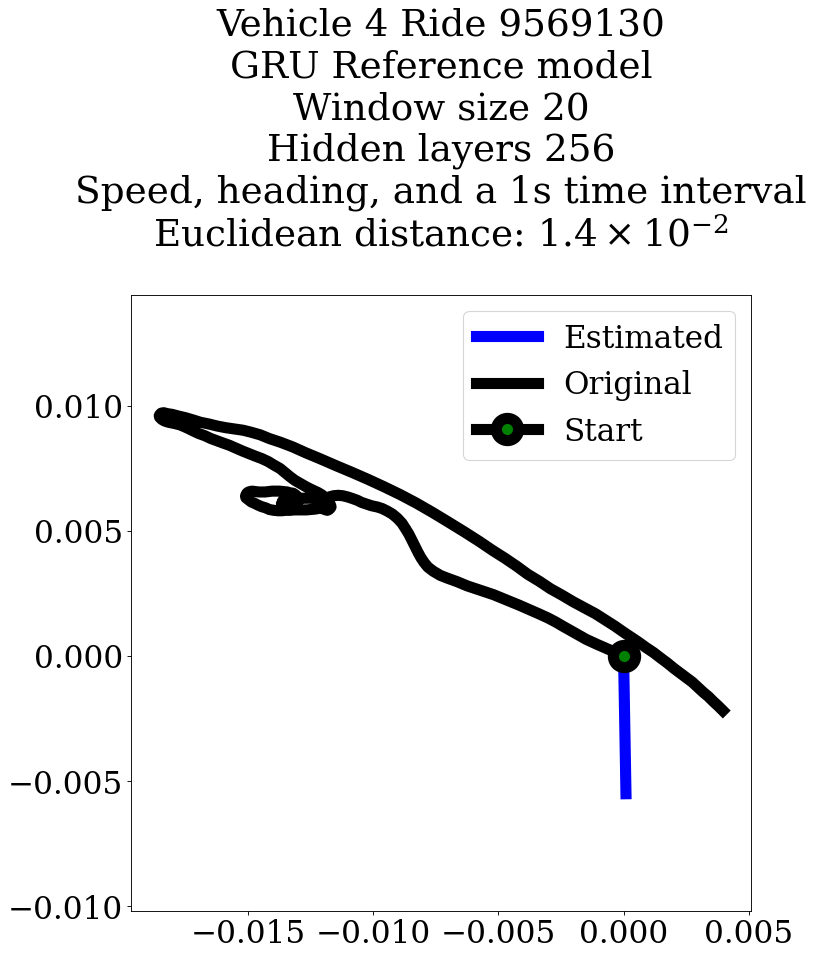 Vehicle 4 Ride 9569130
GRU Reference model
Window size 20
Hidden layers 256
Speed, heading, and a 1s time interval
Euclidean distance: 1.4 × 10⁻²
Estimated
Original
Start
0.010
0.005
0.000
−0.005
−0.010
−0.015 −0.010 −0.005 0.000 0.005